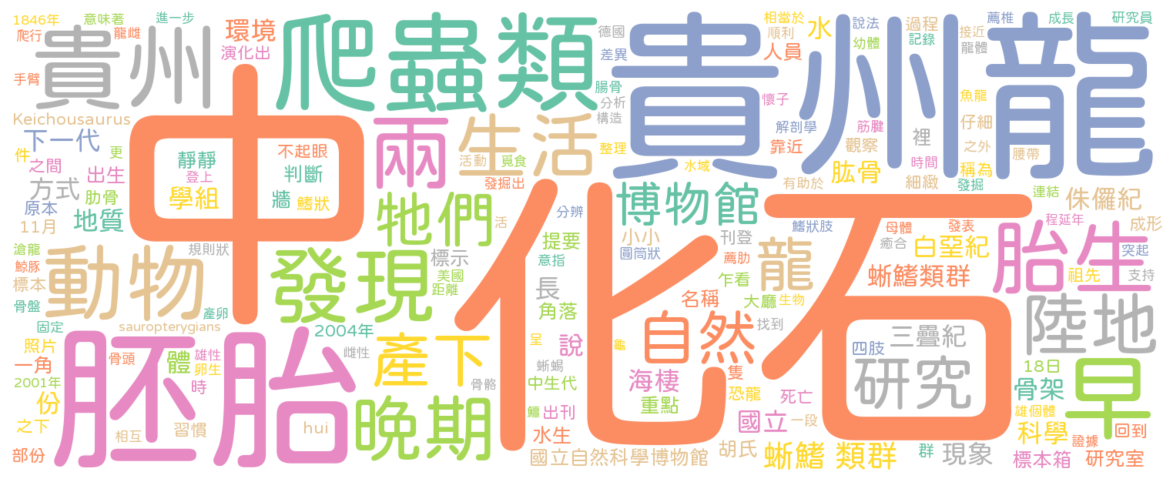 1846年 意味著 進一步
爬行 龍雌
貴州
手臂
環境
演化出
爬蟲類
德國
差異
腸骨
分析
構造
整理
貴州龍
相當於
順利
水
說法
幼體
過程
記錄
薦椎
接近
龍體
成長
研究員
人員
懷子
解剖學
筋腱
靠近
觀察
肱骨
裡
時間
細緻
魚龍
仔細
之外
稱為
腰帶
發掘
連結
有助於
水域
Keichousaurus
下一代
件
之間
更
出生
方式
肋骨
原本
11月
地質
靜靜
登上
學組
不起眼
判斷
牆
鰭狀
中
兩
生活
活動
覓食
發掘出
牠們
活
分辨
圓筒狀
博物館
小小
刊登
鰭狀肢
薦肋
乍看
大廳
生物
龍
母體
發表
癒合
白堊紀
侏儸紀
程延年
成形
突起
祖先
支持
胎生
蜥鰭類群
滄龍
鯨豚
標本
骨盤
規則狀
產卵
動物
sauropterygians
固定
發現
標示
美國
距離
提要
意指
長
角落
名稱
找到
化石
自然
三疊紀
四肢
研究
陸地
18日
骨架
早
雄個體
科學
證據
回到
標本箱
研究室
照片
一角
2001年
份
之下
部份
胚胎
骨頭
體
雄性
卵生
時
相互
習慣
2004年
雌性
hui
產下
晚期
骨骼
呈
蜥蜴
中生代
鱷
出刊
水生
說
龜
海棲
重點
隻
恐龍
死亡
國立
一段
胡氏
國立自然科學博物館
蜥鰭 類群
群
現象